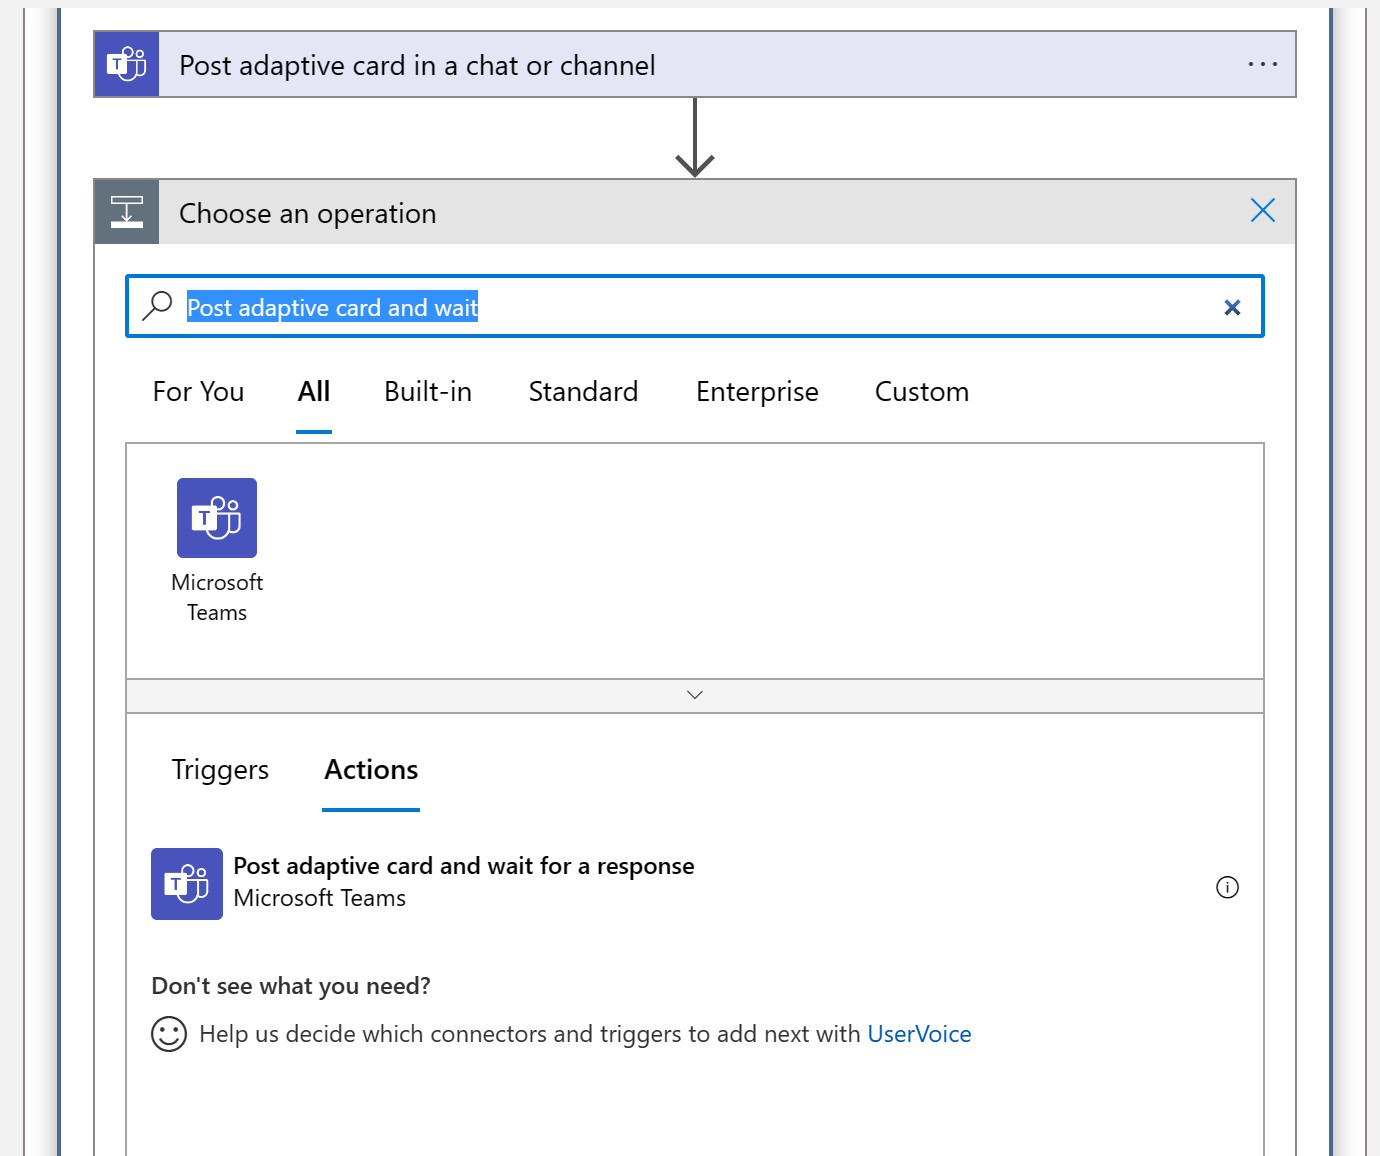 Post adaptive card in a chat or channel
Choose an operation
Post adaptive card and wait
For You All Built-in Standard Enterprise Custom
Microsoft
Teams
Triggers Actions
Post adaptive card and wait for a response
Microsoft Teams
Don't see what you need?
Help us decide which connectors and triggers to add next with UserVoice